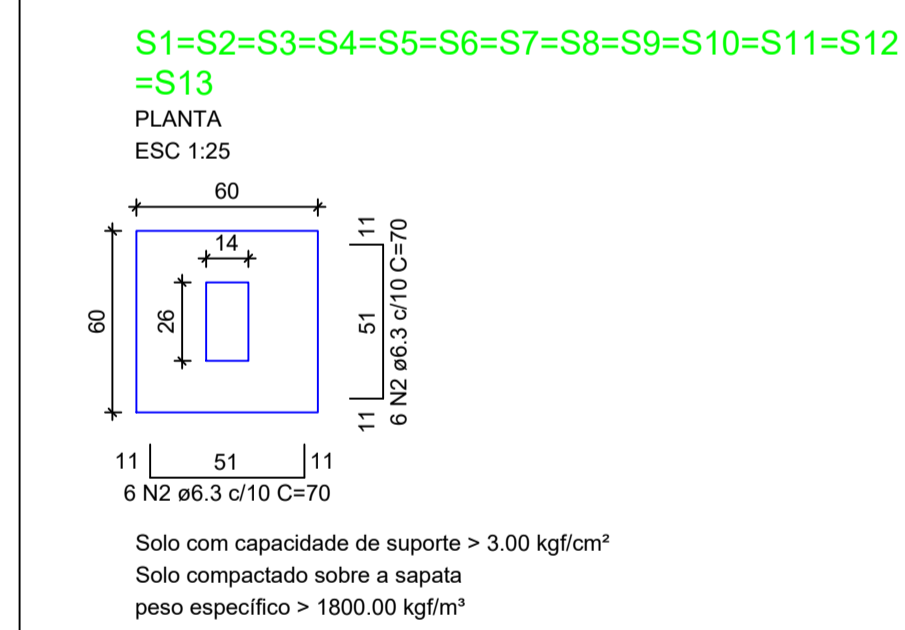 S1=S2=S3=S4=S5=S6=S7=S8=S9=S10=S11=S12
=S13
PLANTA
ESC 1:25
60
14
60
26
11
51
11
6 N2 ø6.3 c/10 C=70
11
51
11
6 N2 ø6.3 c/10 C=70
Solo com capacidade de suporte > 3.00 kgf/cm²
Solo compactado sobre a sapata
peso específico > 1800.00 kgf/m³